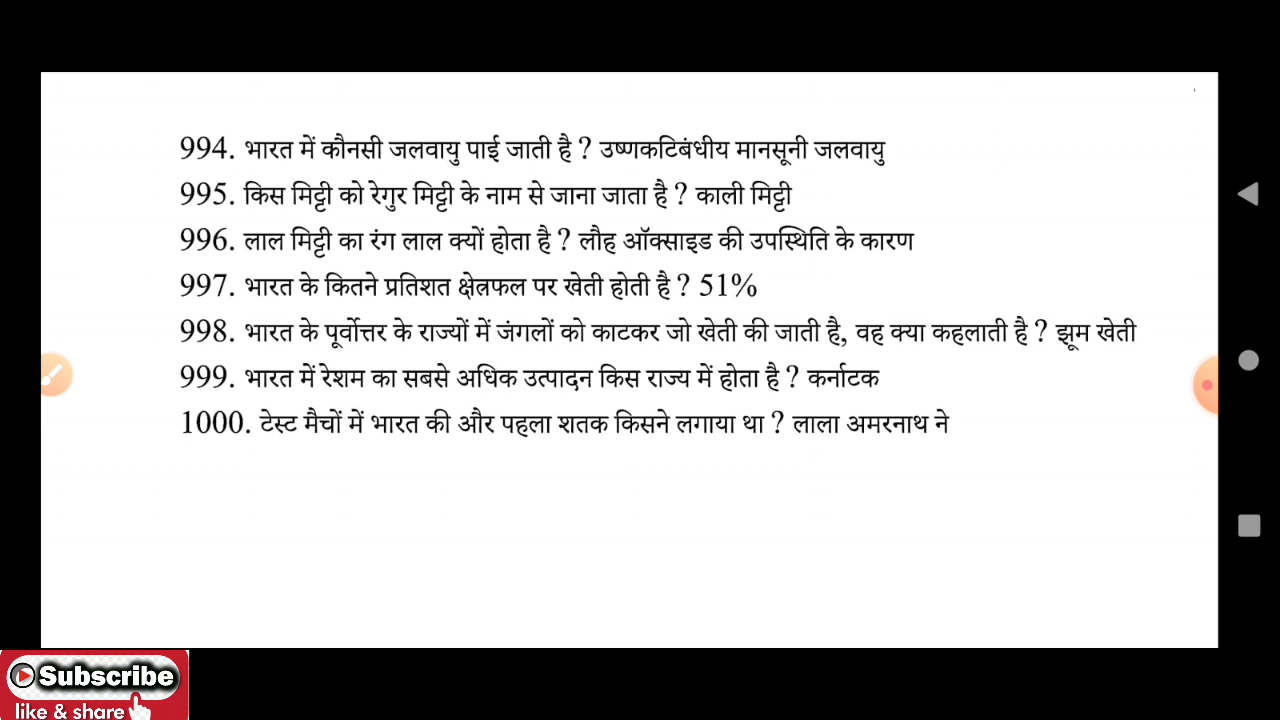 994. भारत में कौनसी जलवायु पाई जाती है ? उष्णकटिबंधीय मानसूनी जलवायु
995. किस मिट्टी को रेगुर मिट्टी के नाम से जाना जाता है ? काली मिट्टी
996. लाल मिट्टी का रंग लाल क्यों होता है ? लौह ऑक्साइड की उपस्थिति के कारण
997. भारत के कितने प्रतिशत क्षेत्रफल पर खेती होती है ? 51%
998. भारत के पूर्वोत्तर के राज्यों में जंगलों को काटकर जो खेती की जाती है, वह क्या कहलाती है ? झूम खेती
999. भारत में रेशम का सबसे अधिक उत्पादन किस राज्य में होता है ? कर्नाटक
1000. टेस्ट मैचों में भारत की और पहला शतक किसने लगाया था ? लाला अमरनाथ ने
Subscribe
like & share